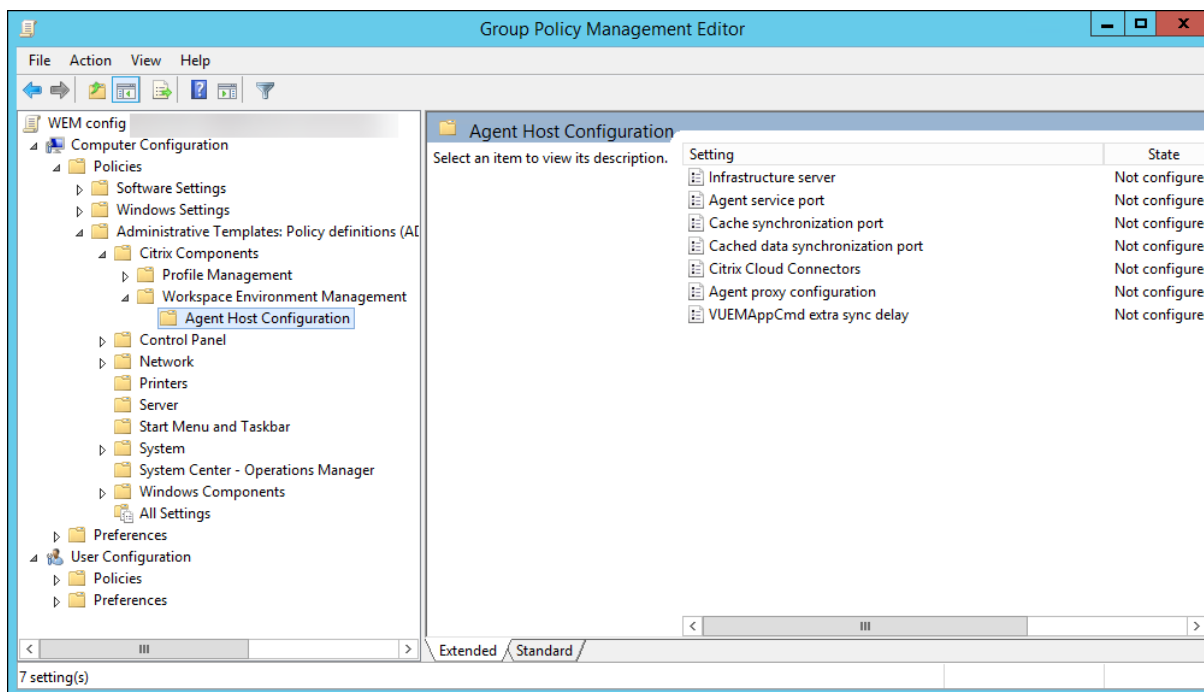 Group Policy Management Editor
File Action View Help
WEM config
Computer Configuration
Policies
Software Settings
Windows Settings
Administrative Templates: Policy definitions (AD
Citrix Components
Profile Management
Workspace Environment Management
Agent Host Configuration
Control Panel
Network
Printers
Server
Start Menu and Taskbar
System
System Center - Operations Manager
Windows Components
All Settings
Preferences
User Configuration
Policies
Preferences
Agent Host Configuration
Select an item to view its description.
Setting State
Infrastructure server Not configure
Agent service port Not configure
Cache synchronization port Not configure
Cached data synchronization port Not configure
Citrix Cloud Connectors Not configure
Agent proxy configuration Not configure
VUEMAppCmd extra sync delay Not configure
Extended Standard
7 setting(s)